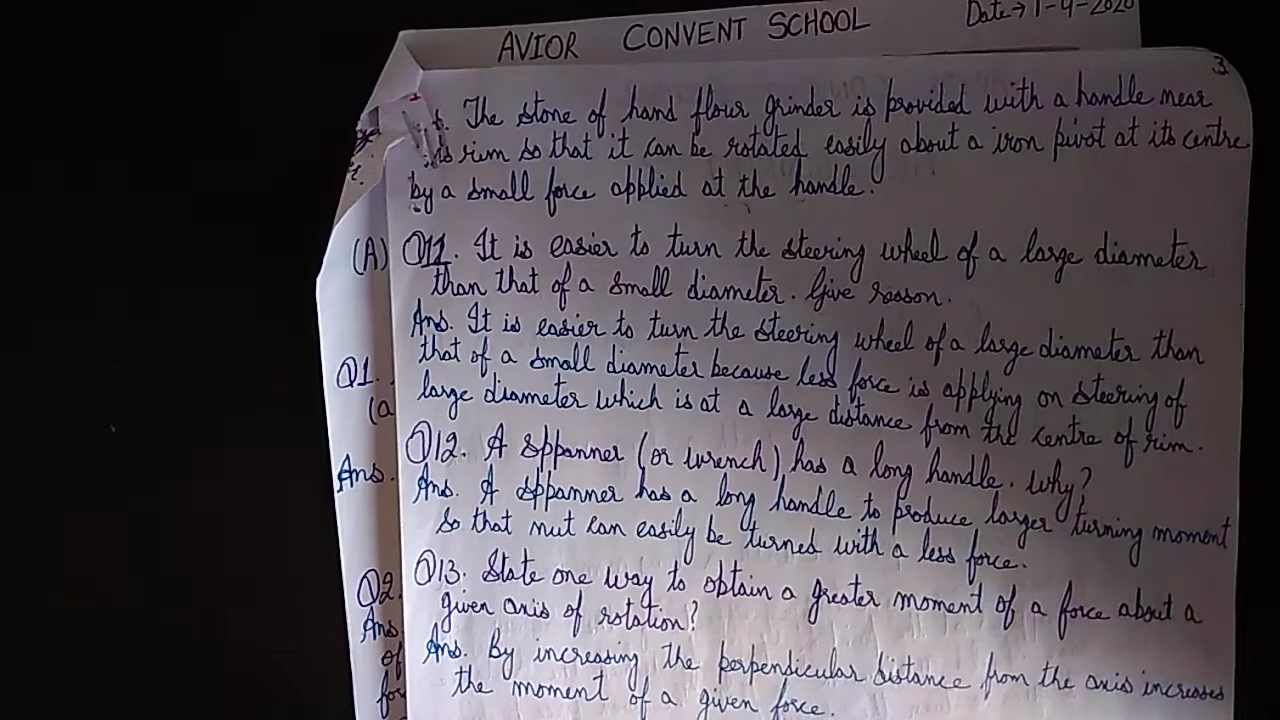 AVIOR CONVENT SCHOOL Date→ 1-4-2020
3
The stone of hand flour grinder is provided with a handle near
its rim so that it can be rotated easily about a iron pivot at its centre
by a small force applied at the handle.
(A) Q11. It is easier to turn the steering wheel of a large diameter
than that of a small diameter. Give reason.
Ans. It is easier to turn the steering wheel of a large diameter than
that of a small diameter because less force is applying on steering of
large diameter which is at a large distance from the centre of rim.
Q1.
(a
Q12. A sppanner (or wrench) has a long handle. Why?
Ans.
Ans. A sppanner has a long handle to produce larger turning moment
so that nut can easily be turned with a less force.
Q13. State one way to obtain a greater moment of a force about a
given axis of rotation?
Q2.
Ans
of
for
Ans. By increasing the perpendicular distance from the axis increases
the moment of a given force.